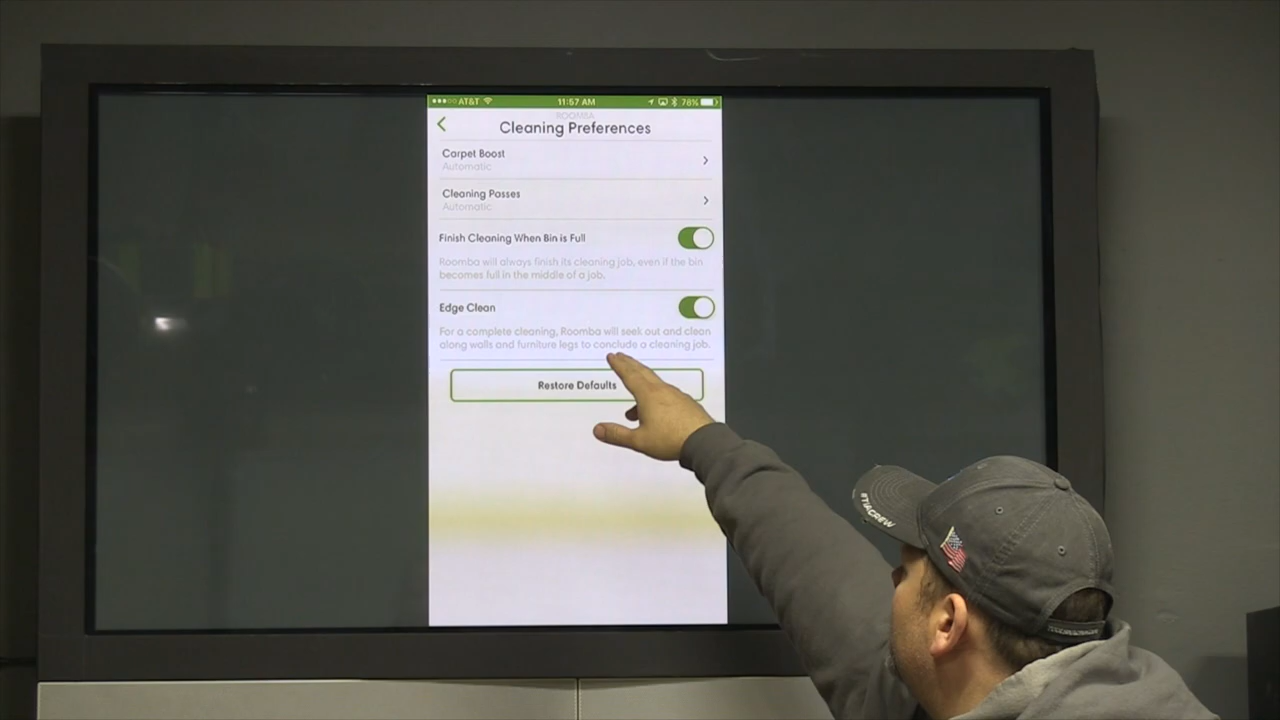 AT&T 11:57 AM 78%
ROOMBA
Cleaning Preferences
Carpet Boost
Automatic
Cleaning Passes
Automatic
Finish Cleaning When Bin is Full
Roomba will always finish its cleaning job, even if the bin
becomes full in the middle of a job.
Edge Clean
For a complete cleaning, Roomba will seek out and clean
along walls and furniture legs to conclude a cleaning job.
Restore Defaults
#TIACREW